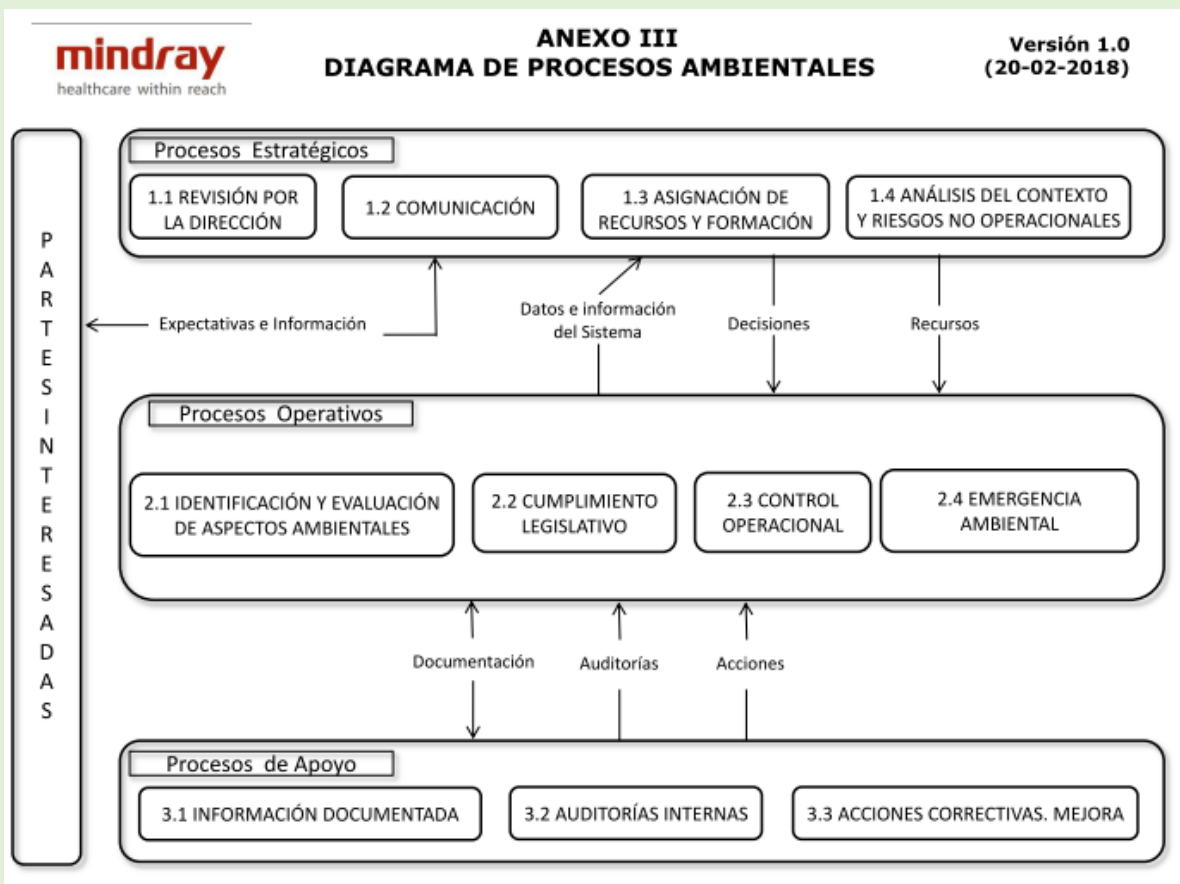 mindray
healthcare within reach
ANEXO III
DIAGRAMA DE PROCESOS AMBIENTALES
Versión 1.0
(20-02-2018)
PARTESINTERESADAS
Procesos Estratégicos
1.1 REVISIÓN POR
LA DIRECCIÓN
1.2 COMUNICACIÓN
1.3 ASIGNACIÓN DE
RECURSOS Y FORMACIÓN
1.4 ANÁLISIS DEL CONTEXTO
Y RIESGOS NO OPERACIONALES
Expectativas e Información
Datos e información
del Sistema
Decisiones
Recursos
Procesos Operativos
2.1 IDENTIFICACIÓN Y EVALUACIÓN
DE ASPECTOS AMBIENTALES
2.2 CUMPLIMIENTO
LEGISLATIVO
2.3 CONTROL
OPERACIONAL
2.4 EMERGENCIA
AMBIENTAL
Documentación
Auditorías
Acciones
Procesos de Apoyo
3.1 INFORMACIÓN DOCUMENTADA
3.2 AUDITORÍAS INTERNAS
3.3 ACCIONES CORRECTIVAS. MEJORA